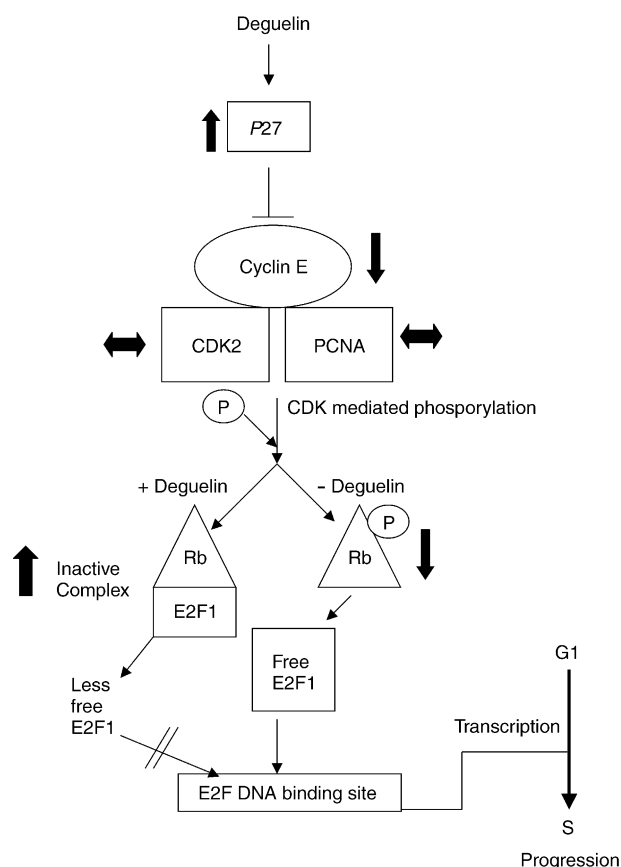 Deguelin
P27
Cyclin E
CDK2
PCNA
P
CDK mediated phosporylation
+ Deguelin
– Deguelin
P
Rb
Rb
Inactive
Complex
E2F1
Free
E2F1
Less
free
E2F1
G1
Transcription
E2F DNA binding site
S
Progression